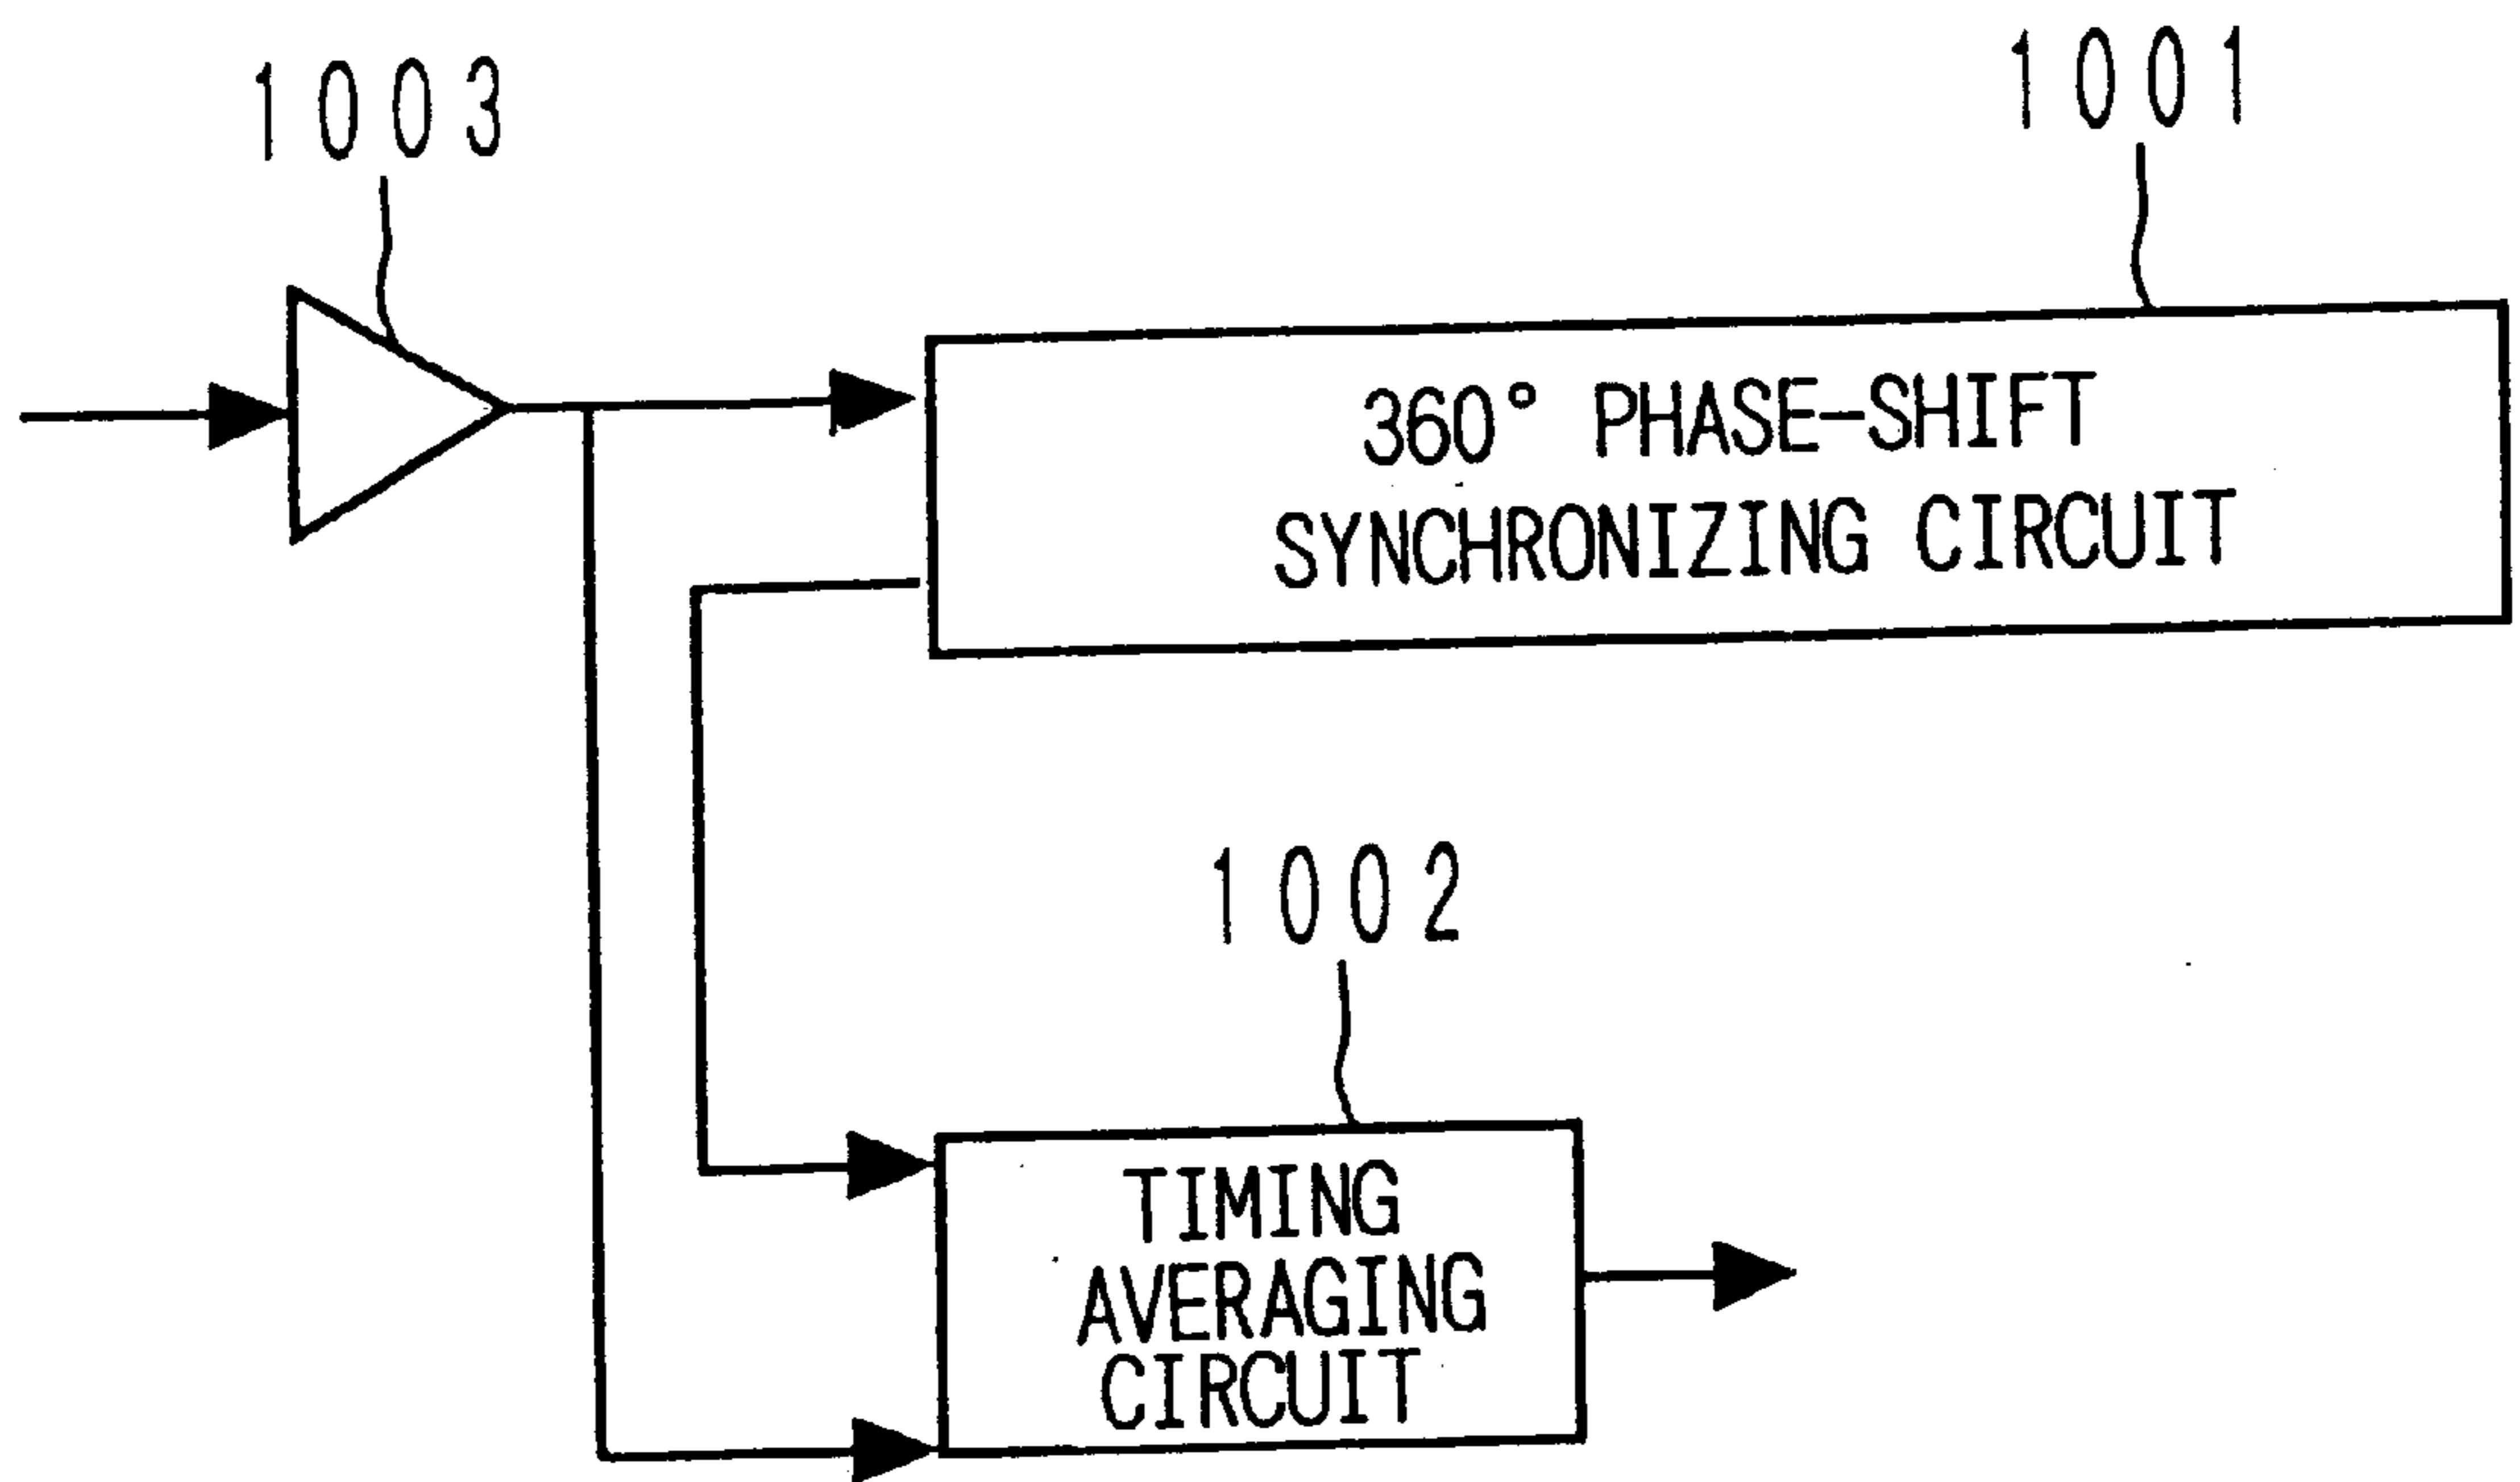 1003
1001
360° PHASE-SHIFT
SYNCHRONIZING CIRCUIT
1002
TIMING
AVERAGING
CIRCUIT